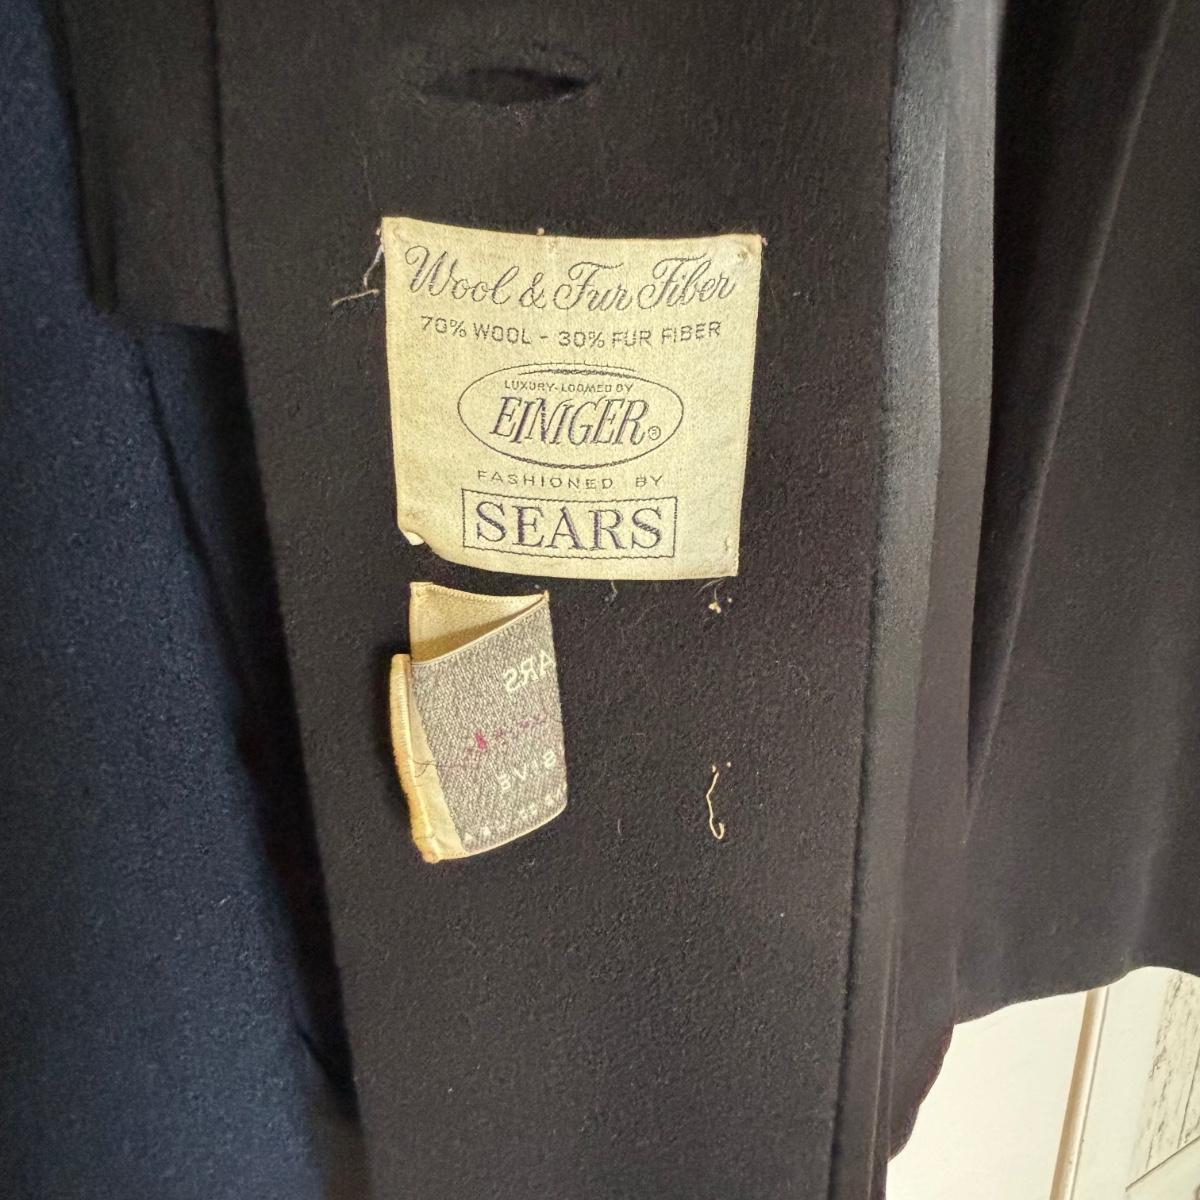 Wool & Fur Fiber
70% WOOL - 30% FUR FIBER
LUXURY-LOOMED BY
EINIGER®
FASHIONED BY
SEARS